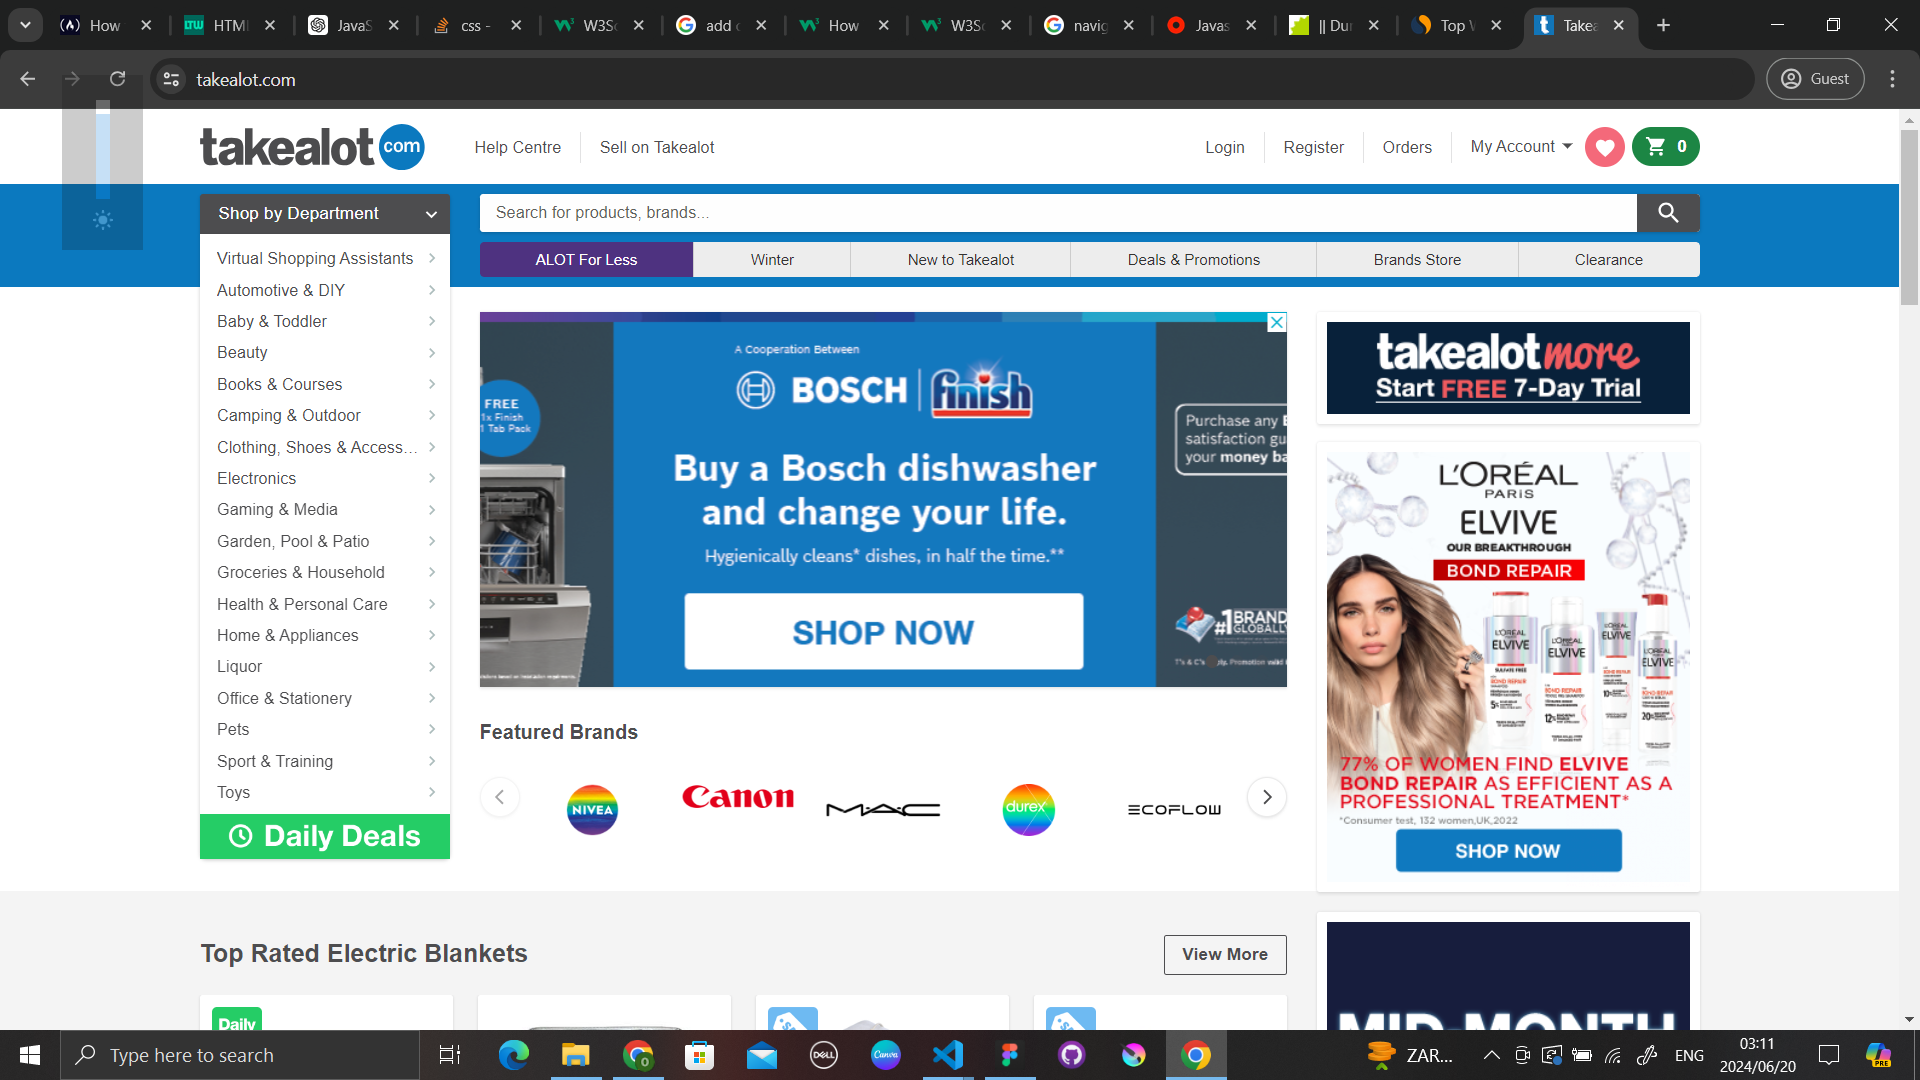 How
HTML
JavaS
css -
W3Sc
add c
How
W3Sc
navig
Javas
|| Dur
Top W
Takea
takealot.com
Guest
takealot com
Help Centre
Sell on Takealot
Login
Register
Orders
My Account
0
Shop by Department
Search for products, brands...
ALOT For Less
Winter
New to Takealot
Deals & Promotions
Brands Store
Clearance
Virtual Shopping Assistants
Automotive & DIY
Baby & Toddler
Beauty
Books & Courses
Camping & Outdoor
Clothing, Shoes & Access...
Electronics
Gaming & Media
Garden, Pool & Patio
Groceries & Household
Health & Personal Care
Home & Appliances
Liquor
Office & Stationery
Pets
Sport & Training
Toys
Daily Deals
A Cooperation Between
BOSCH | finish
FREE
1x Finish
1 Tab Pack
Buy a Bosch dishwasher
and change your life.
Hygienically cleans* dishes, in half the time.**
SHOP NOW
Purchase any
satisfaction gu
your money ba
#1 BRAND
GLOBALLY
takealot more
Start FREE 7-Day Trial
L'ORÉAL
PARIS
ELVIVE
OUR BREAKTHROUGH
BOND REPAIR
77% OF WOMEN FIND ELVIVE
BOND REPAIR AS EFFICIENT AS A
PROFESSIONAL TREATMENT*
*Consumer test, 132 women,UK,2022
SHOP NOW
Featured Brands
NIVEA
Canon
MAC
durex
ECOFLOW
Top Rated Electric Blankets
View More
Daily
MID-MONTH
Type here to search
DELL
Canva
ZAR...
ENG
03:11
2024/06/20
PRE